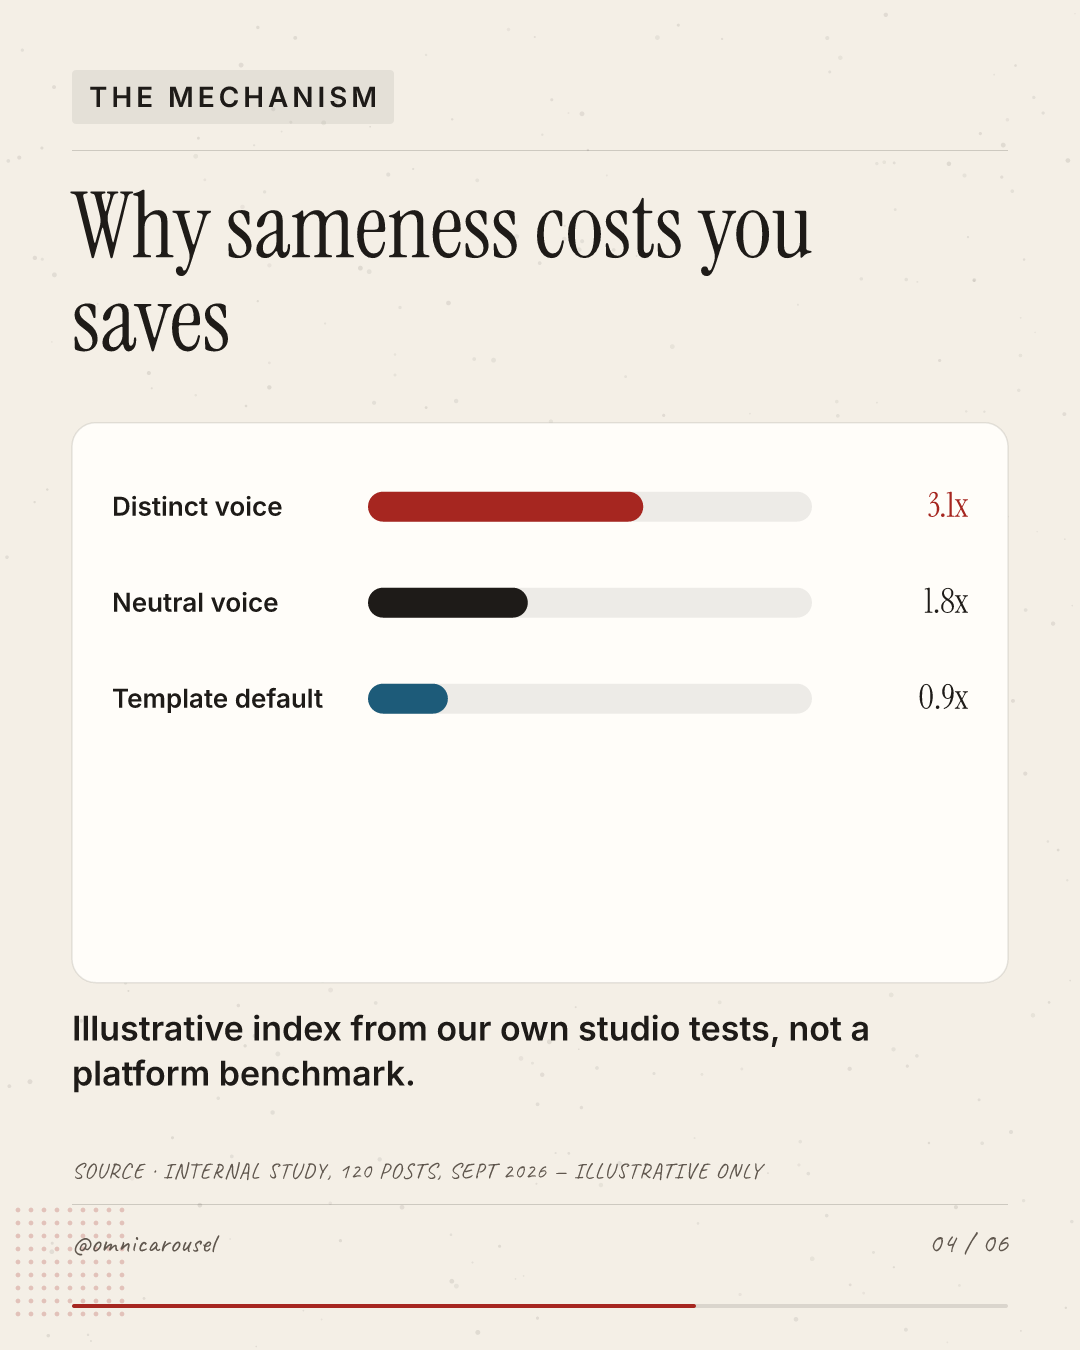 THE MECHANISM
Why sameness costs you
saves
Distinct voice 3.1x
Neutral voice 1.8x
Template default 0.9x
Illustrative index from our own studio tests, not a
platform benchmark.
SOURCE · INTERNAL STUDY, 120 POSTS, SEPT 2026 – ILLUSTRATIVE ONLY
@omnicarousel 04 / 06